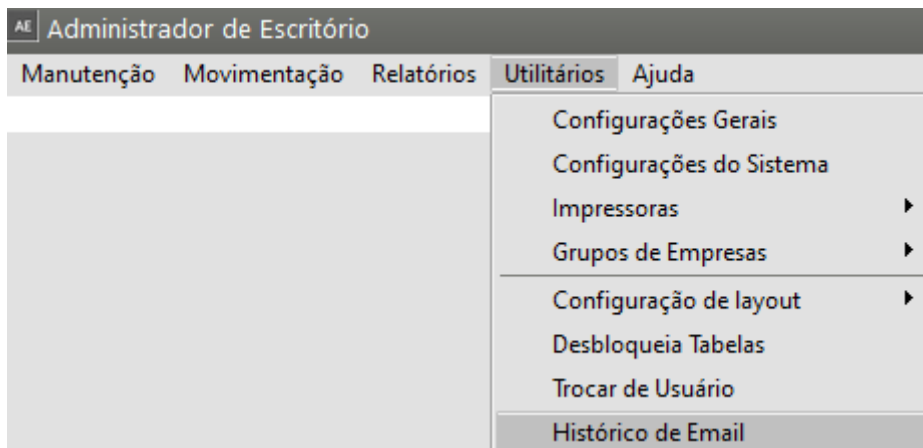 AE Administrador de Escritório
Manutenção Movimentação Relatórios Utilitários Ajuda
Configurações Gerais
Configurações do Sistema
Impressoras
Grupos de Empresas
Configuração de layout
Desbloqueia Tabelas
Trocar de Usuário
Histórico de Email